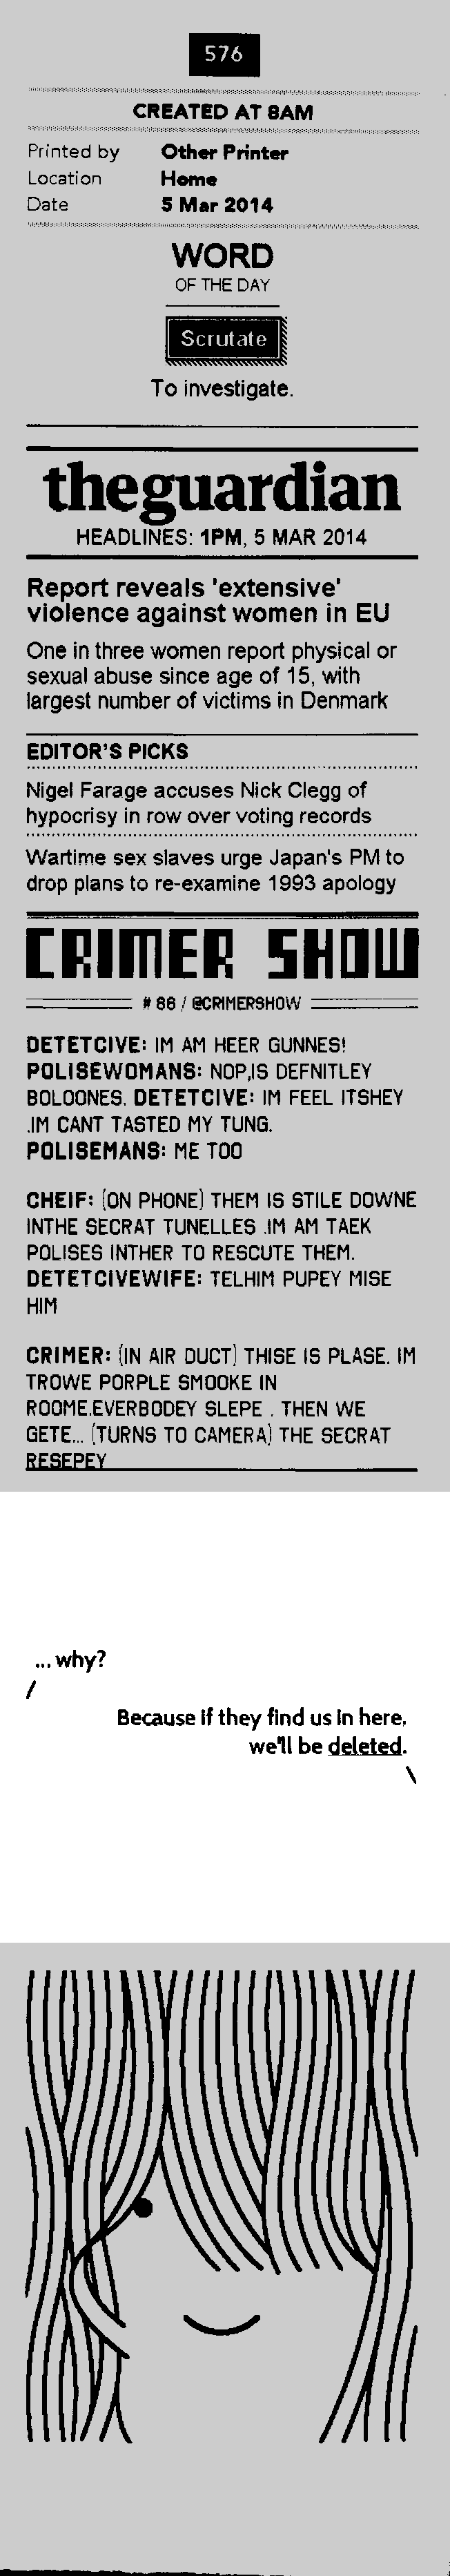 576
CREATED AT 8AM
Printed by Other Printer
Location Home
Date 5 Mar 2014
WORD
OF THE DAY
Scrutate
To investigate.
theguardian
HEADLINES: 1PM, 5 MAR 2014
Report reveals 'extensive'
violence against women in EU
One in three women report physical or
sexual abuse since age of 15, with
largest number of victims in Denmark
EDITOR'S PICKS
Nigel Farage accuses Nick Clegg of
hypocrisy in row over voting records
Wartime sex slaves urge Japan's PM to
drop plans to re-examine 1993 apology
CRIMER SHOW
# 86 / @CRIMERSHOW
DETETCIVE: IM AM HEER GUNNES!
POLISEWOMANS: NOP,IS DEFNITLEY
BOLOONES. DETETCIVE: IM FEEL ITSHEY
.IM CANT TASTED MY TUNG.
POLISEMANS: ME TOO
CHEIF: (ON PHONE) THEM IS STILE DOWNE
INTHE SECRAT TUNELLES .IM AM TAEK
POLISES INTHER TO RESCUTE THEM.
DETETCIVEWIFE: TELHIM PUPEY MISE
HIM
CRIMER: (IN AIR DUCT) THISE IS PLASE. IM
TROWE PORPLE SMOOKE IN
ROOME.EVERBODEY SLEPE . THEN WE
GETE... (TURNS TO CAMERA) THE SECRAT
RESEPEY
... why?
Because if they find us in here,
we'll be deleted.